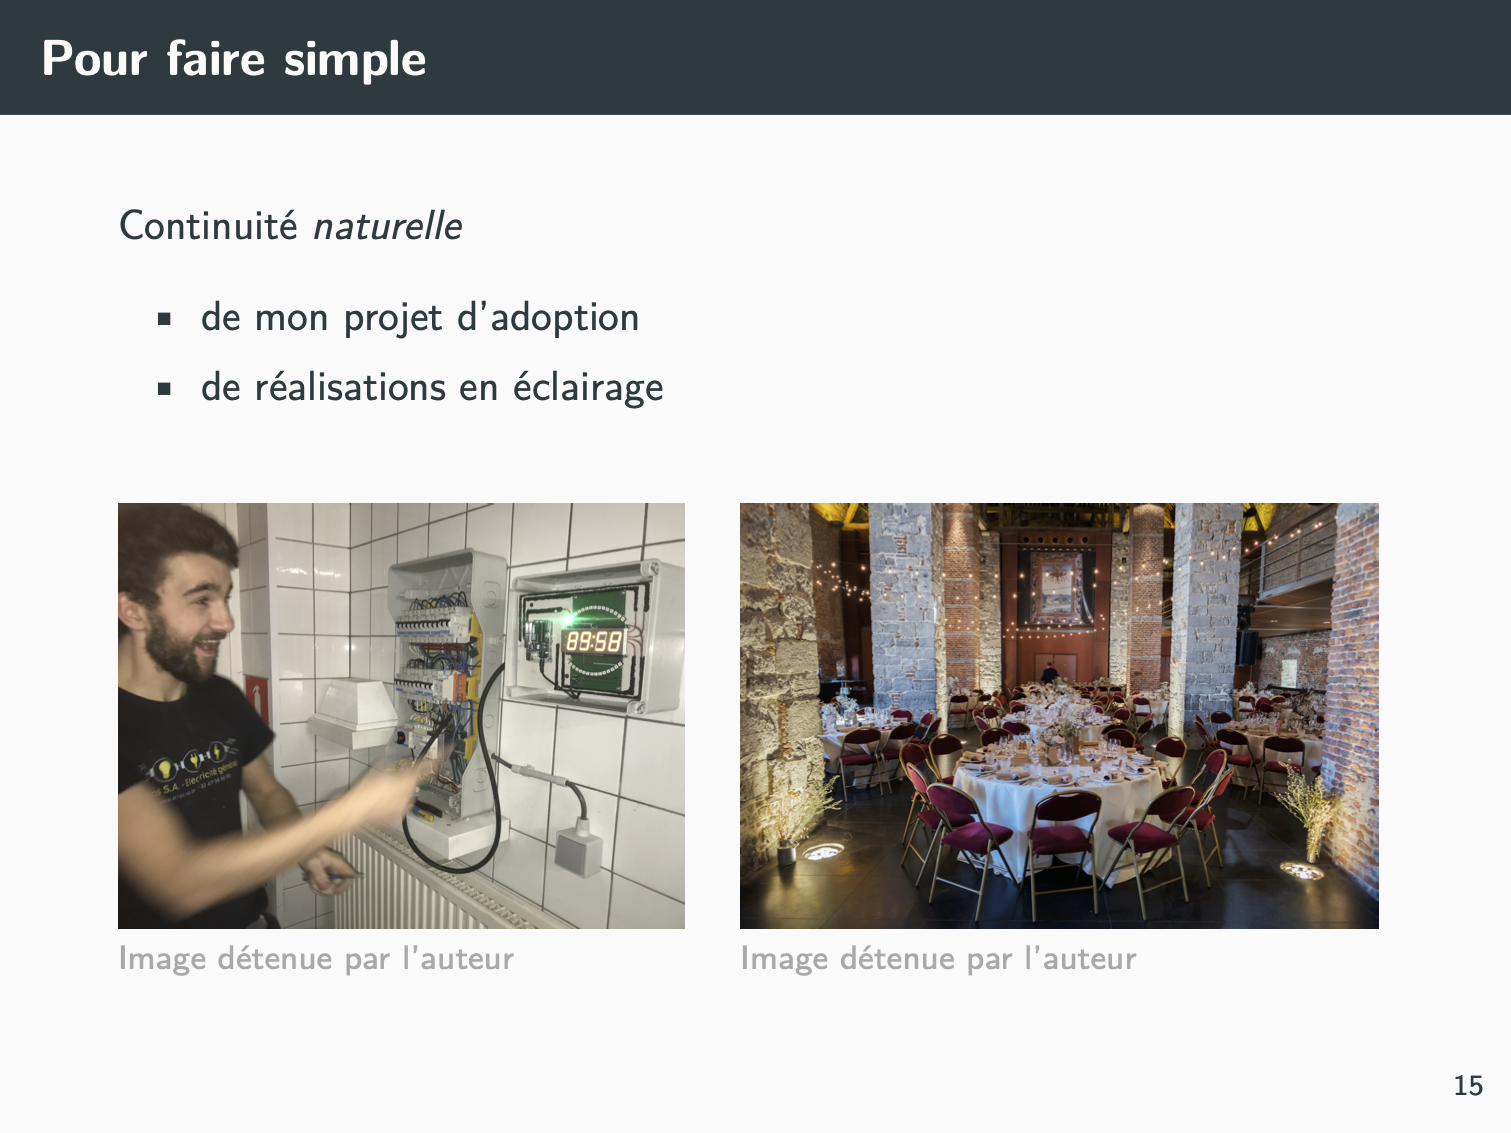 Pour faire simple
Continuité naturelle
▪ de mon projet d'adoption
▪ de réalisations en éclairage
89:58
S.A. - Electricité générale
Image détenue par l'auteur
Image détenue par l'auteur
15